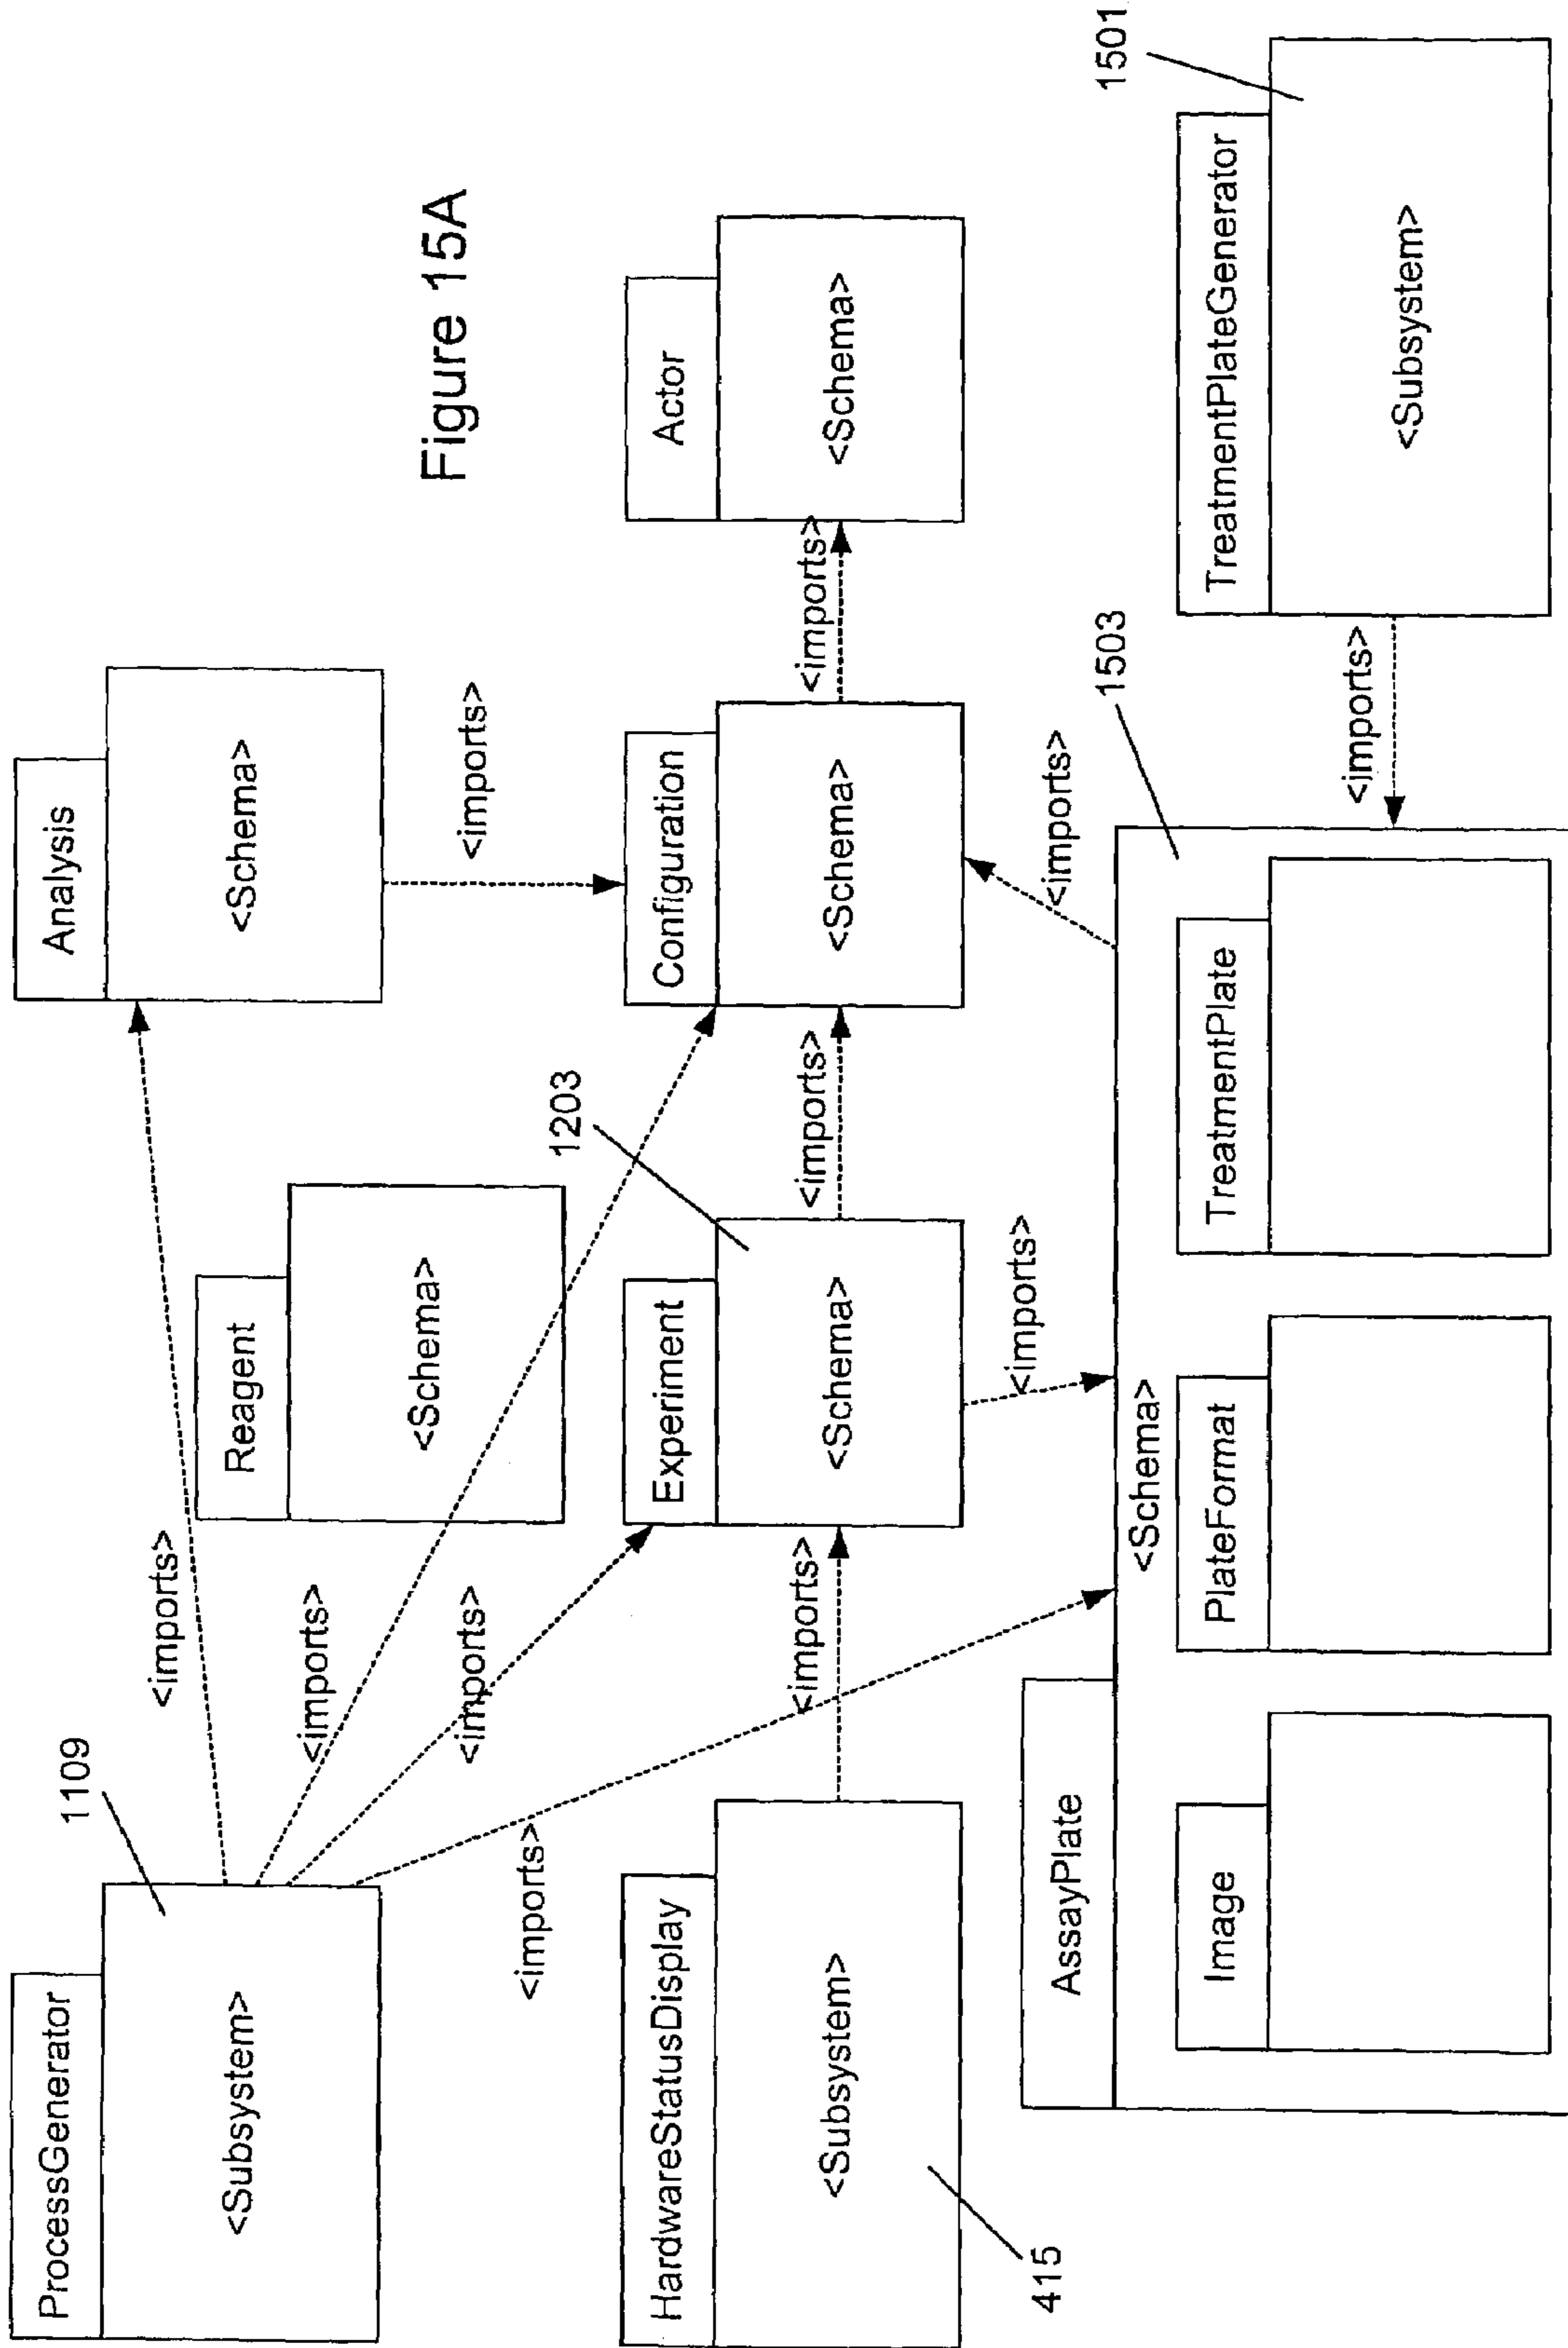 Figure 15A
ProcessGenerator
<Subsystem>
1109
<imports>
<imports>
<imports>
<imports>
Analysis
<Schema>
<imports>
Reagent
<Schema>
HardwareStatusDisplay
<Subsystem>
415
<imports>
Experiment
<Schema>
1203
<imports>
<imports>
Configuration
<Schema>
<imports>
Actor
<Schema>
<imports>
AssayPlate
<Schema>
1503
Image
PlateFormat
TreatmentPlate
<imports>
TreatmentPlateGenerator
<Subsystem>
1501